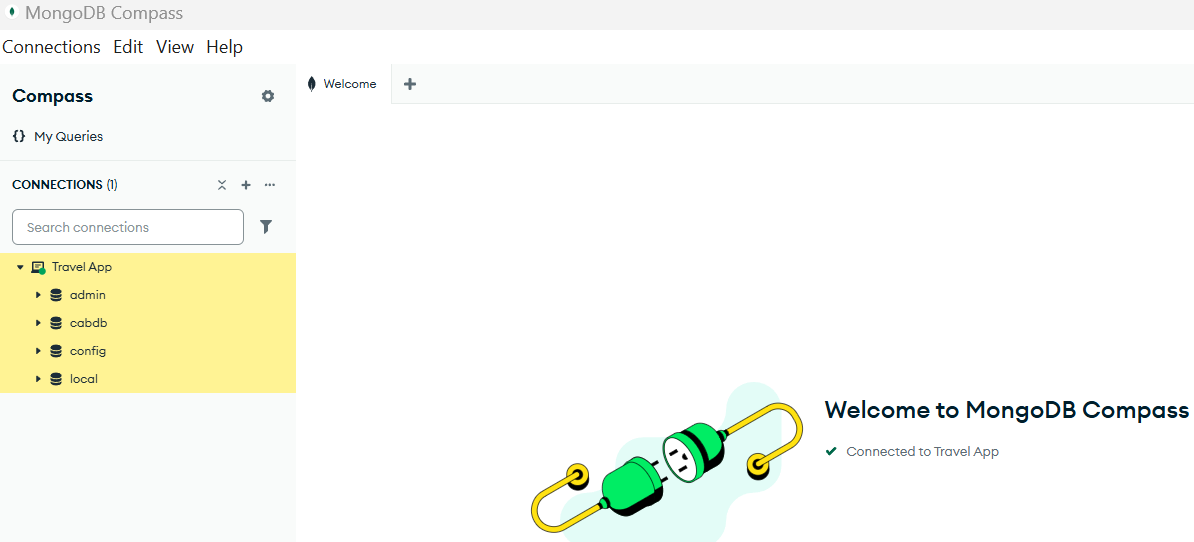 MongoDB Compass
Connections Edit View Help
Compass
{} My Queries
CONNECTIONS (1)
Search connections
Travel App
admin
cabdb
config
local
Welcome
Welcome to MongoDB Compass
Connected to Travel App